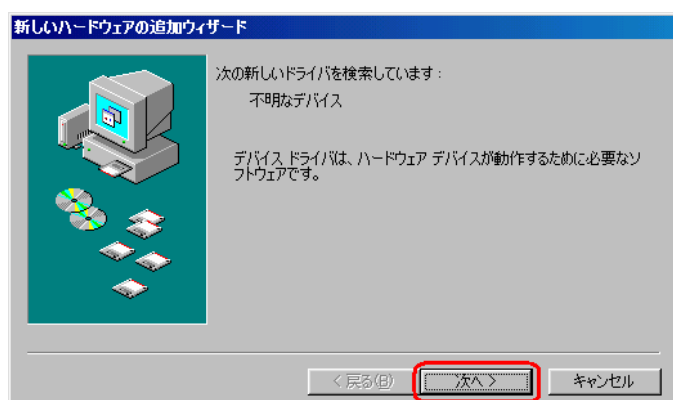 新しいハードウェアの追加ウィザード
次の新しいドライバを検索しています：
不明なデバイス
デバイス ドライバは、ハードウェア デバイスが動作するために必要なソ
フトウェアです。
< 戻る(B)
次へ >
キャンセル